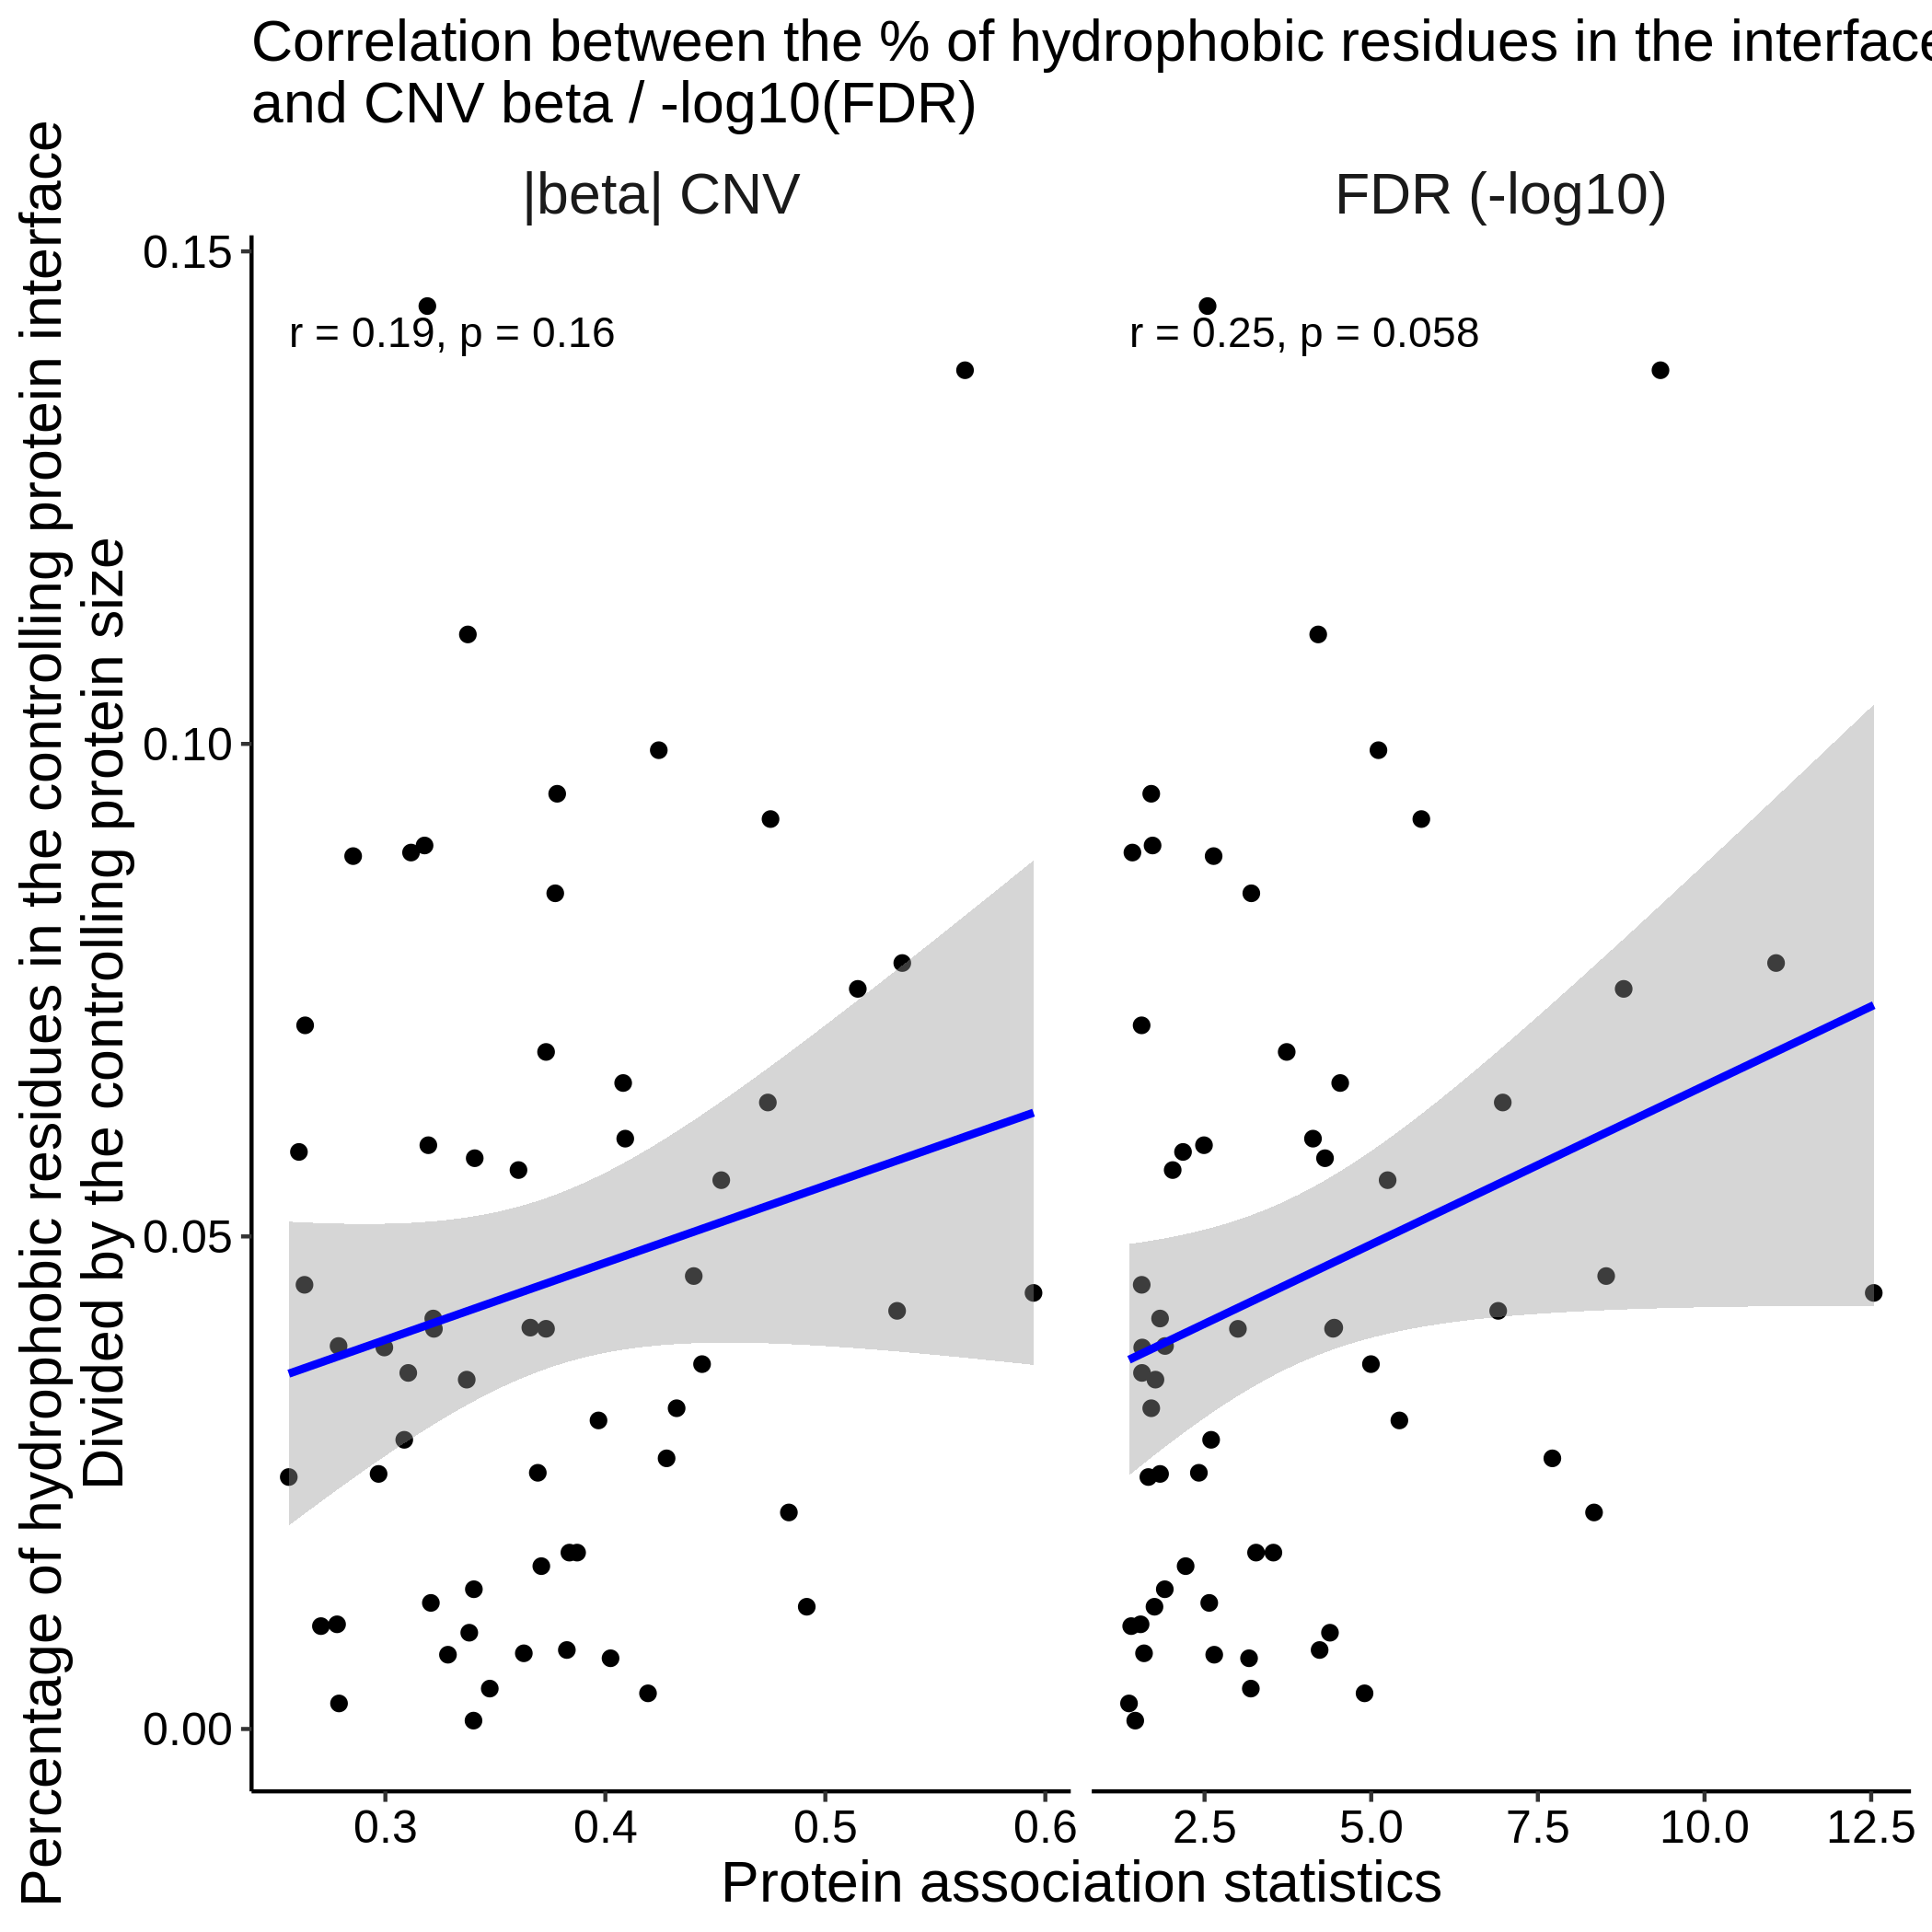 Correlation between the % of hydrophobic residues in the interface
and CNV beta / -log10(FDR)
|beta| CNV
FDR (-log10)
Percentage of hydrophobic residues in the controlling protein interface
Divided by the controlling protein size
0.15
0.10
0.05
0.00
r = 0.19, p = 0.16
r = 0.25, p = 0.058
0.3 0.4 0.5 0.6 2.5 5.0 7.5 10.0 12.5
Protein association statistics